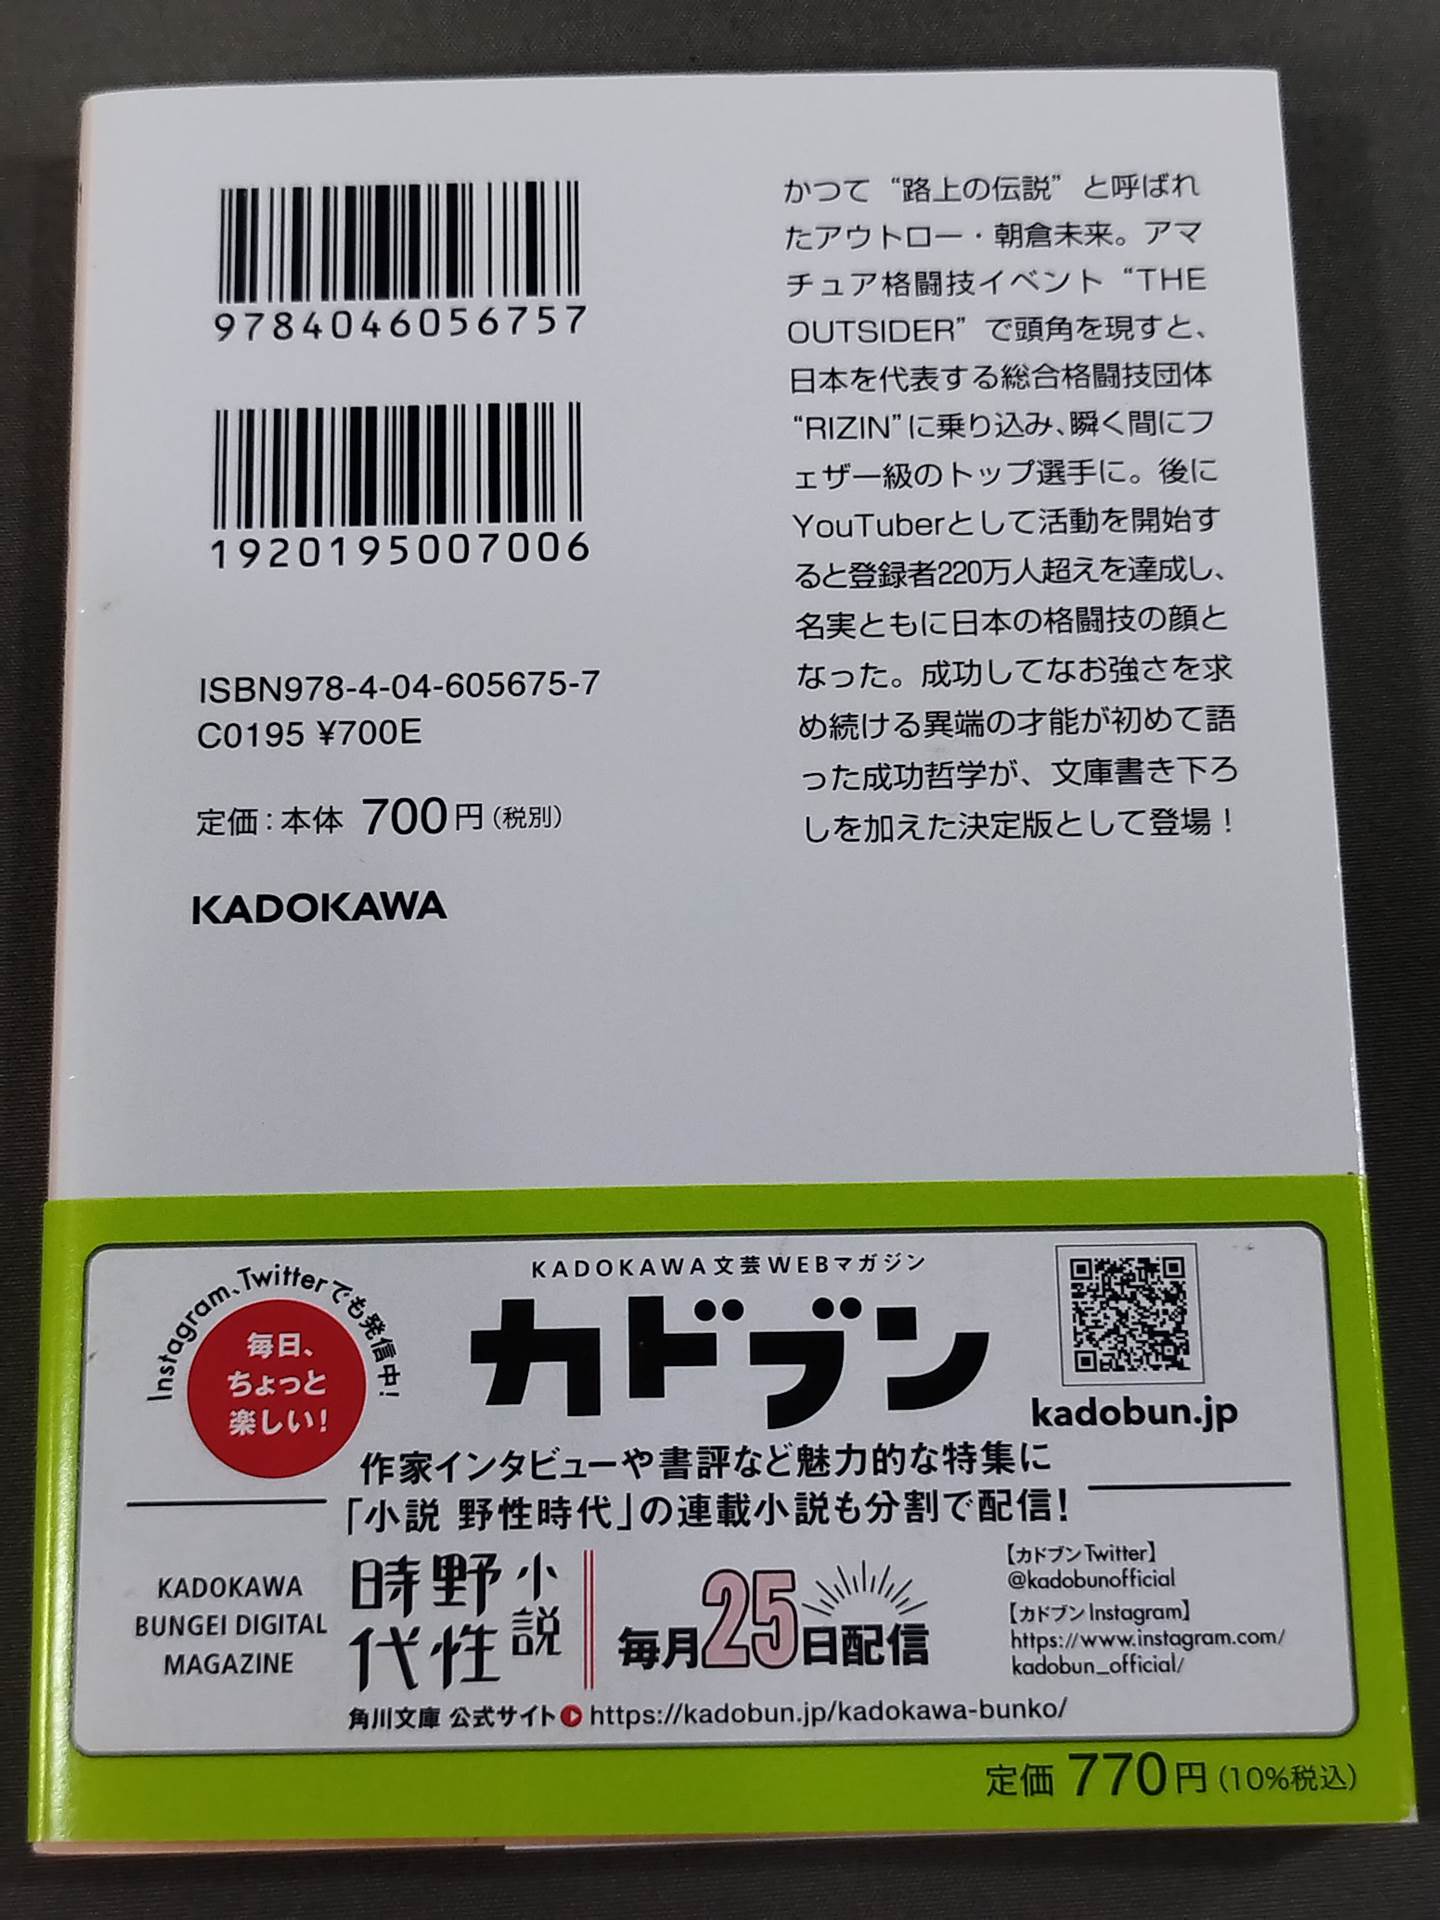 9784046056757
1920195007006
ISBN978-4-04-605675-7
C0195 ¥700E
定価：本体 700円（税別）
KADOKAWA
かつて“路上の伝説”と呼ばれ
たアウトロー・朝倉未来。アマ
チュア格闘技イベント“THE
OUTSIDER”で頭角を現すと、
日本を代表する総合格闘技団体
“RIZIN”に乗り込み、瞬く間にフ
ェザー級のトップ選手に。後に
YouTuberとして活動を開始す
ると登録者220万人超えを達成し、
名実ともに日本の格闘技の顔と
なった。成功してなお強さを求
め続ける異端の才能が初めて語
った成功哲学が、文庫書き下ろ
しを加えた決定版として登場！
Instagram、Twitterでも発信中！
毎日、
ちょっと
楽しい！
KADOKAWA文芸WEBマガジン
カドブン
kadobun.jp
作家インタビューや書評など魅力的な特集に
「小説 野性時代」の連載小説も分割で配信！
KADOKAWA
BUNGEI DIGITAL
MAGAZINE
小説
野性
時代
毎月25日配信
【カドブンTwitter】
@kadobunofficial
【カドブンInstagram】
https://www.instagram.com/
kadobun_official/
角川文庫 公式サイト https://kadobun.jp/kadokawa-bunko/
定価 770円（10%税込）